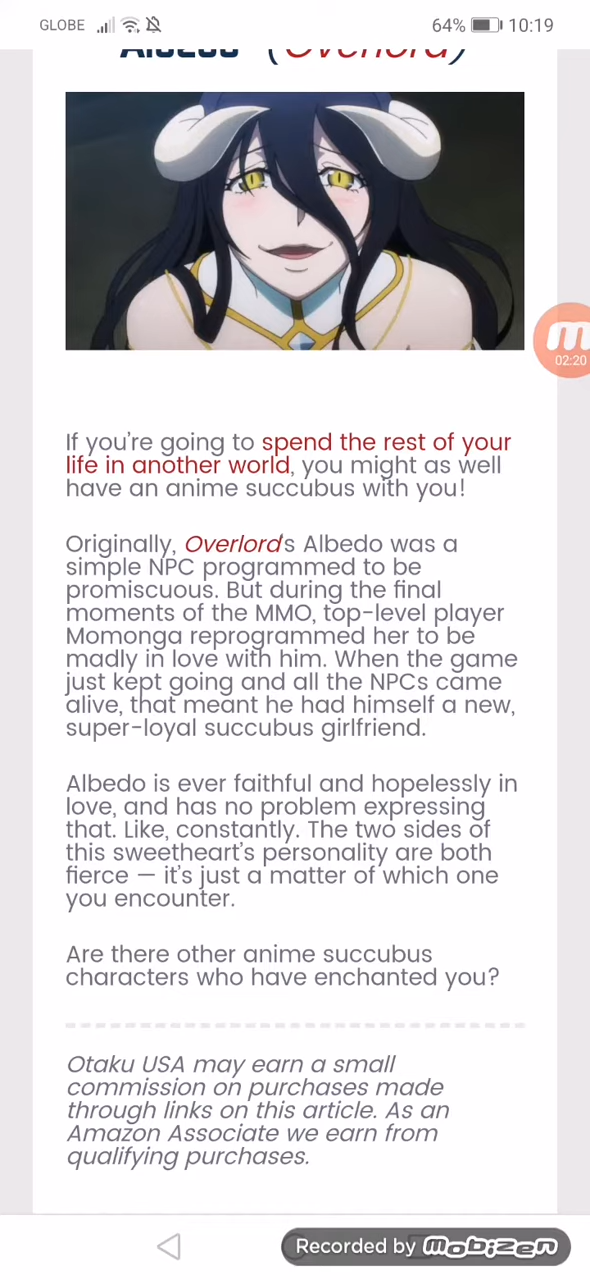 GLOBE 64% 10:19
Albedo (Overlord)
02:20
If you're going to spend the rest of your
life in another world, you might as well
have an anime succubus with you!
Originally, Overlord's Albedo was a
simple NPC programmed to be
promiscuous. But during the final
moments of the MMO, top-level player
Momonga reprogrammed her to be
madly in love with him. When the game
just kept going and all the NPCs came
alive, that meant he had himself a new,
super-loyal succubus girlfriend.
Albedo is ever faithful and hopelessly in
love, and has no problem expressing
that. Like, constantly. The two sides of
this sweetheart's personality are both
fierce — it's just a matter of which one
you encounter.
Are there other anime succubus
characters who have enchanted you?
Otaku USA may earn a small
commission on purchases made
through links on this article. As an
Amazon Associate we earn from
qualifying purchases.
Recorded by mobizen